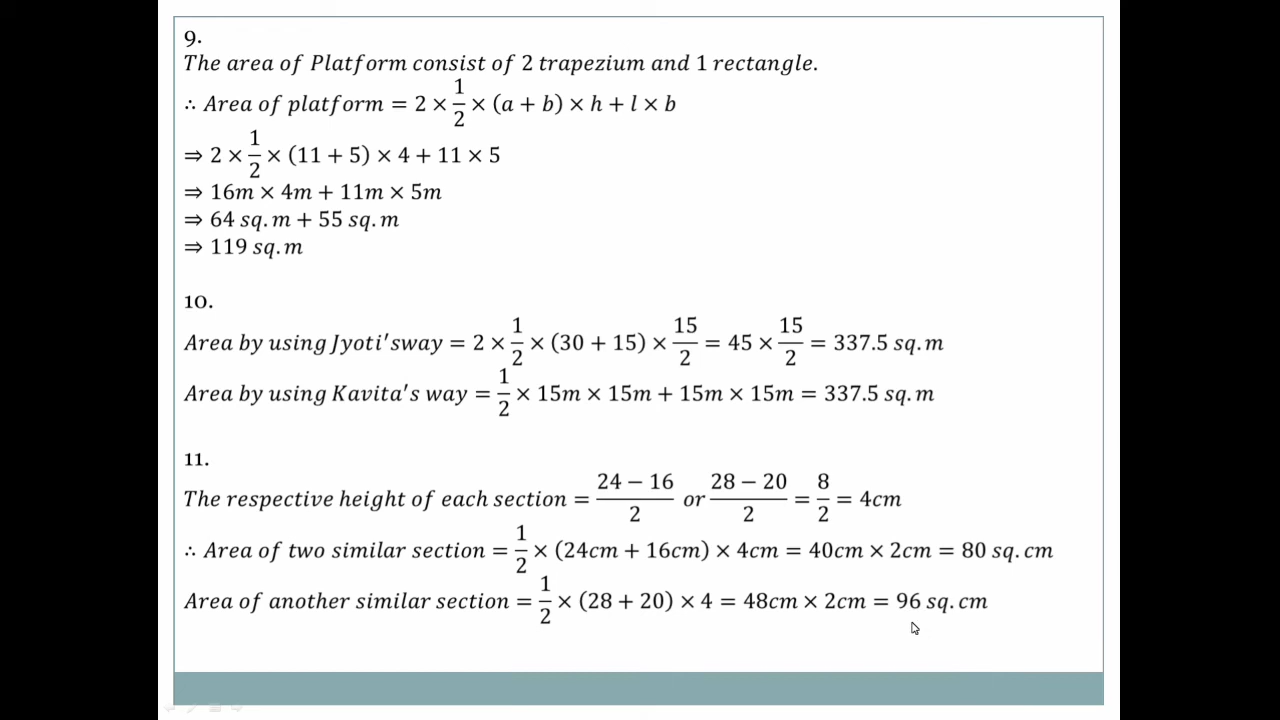 9.
The area of Platform consist of 2 trapezium and 1 rectangle.
∴ Area of platform = 2 × 1/2 × (a + b) × h + l × b
⇒ 2 × 1/2 × (11 + 5) × 4 + 11 × 5
⇒ 16m × 4m + 11m × 5m
⇒ 64 sq.m + 55 sq.m
⇒ 119 sq.m
10.
Area by using Jyoti'sway = 2 × 1/2 × (30 + 15) × 15/2 = 45 × 15/2 = 337.5 sq.m
Area by using Kavita's way = 1/2 × 15m × 15m + 15m × 15m = 337.5 sq.m
11.
The respective height of each section = 24 − 16/2 or 28 − 20/2 = 8/2 = 4cm
∴ Area of two similar section = 1/2 × (24cm + 16cm) × 4cm = 40cm × 2cm = 80 sq.cm
Area of another similar section = 1/2 × (28 + 20) × 4 = 48cm × 2cm = 96 sq.cm